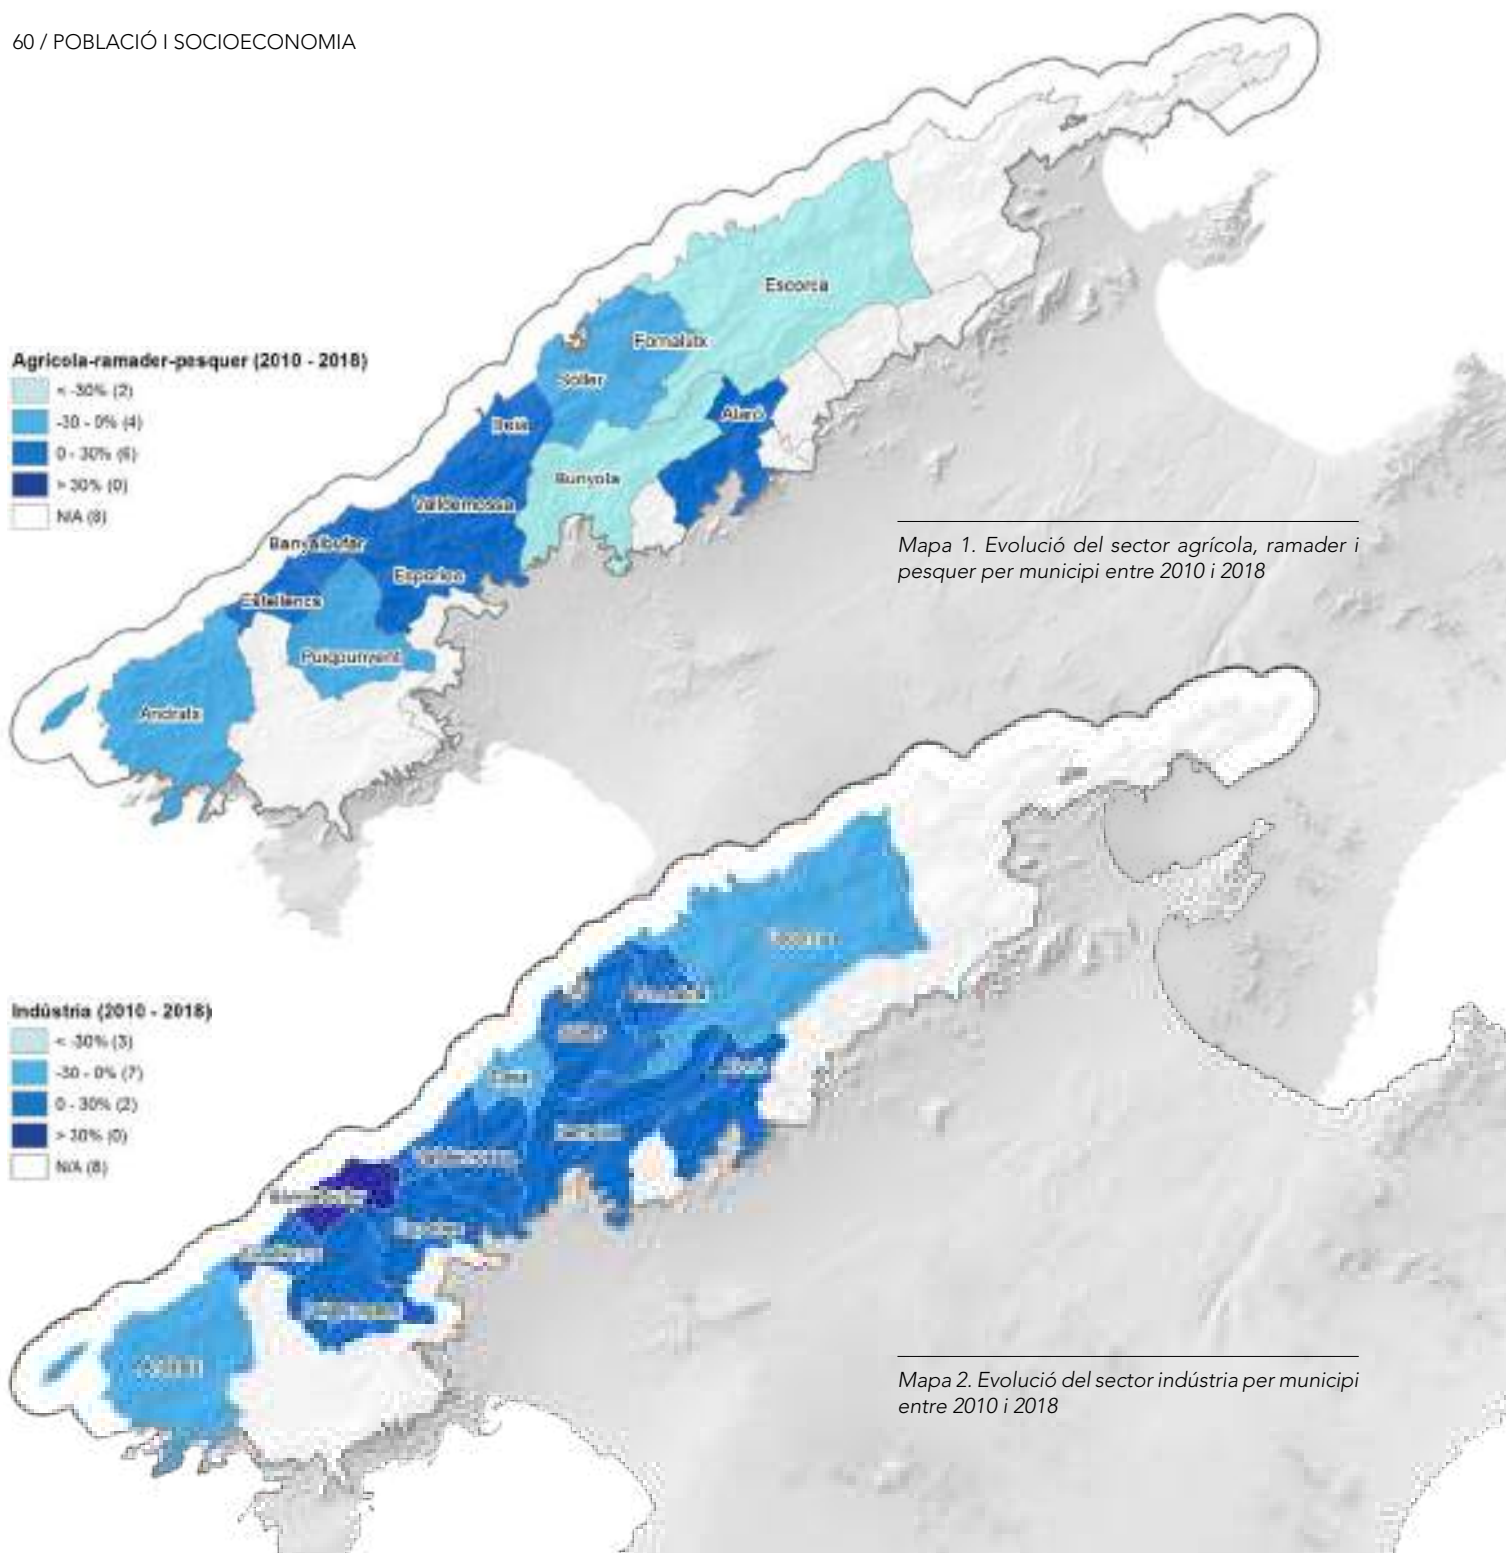 60 / POBLACIÓ I SOCIOECONOMIA
Escorca
Fornalutx
Sóller
Agrícola-ramader-pesquer (2010 - 2018)
< -30% (2)
-30 - 0% (4)
0 - 30% (6)
> 30% (0)
N/A (8)
Alaró
Deià
Bunyola
Valldemossa
Banyalbufar
Esporles
Estellencs
Puigpunyent
Andratx
Mapa 1. Evolució del sector agrícola, ramader i
pesquer per municipi entre 2010 i 2018
Indústria (2010 - 2018)
< -30% (3)
-30 - 0% (7)
0 - 30% (2)
> 30% (0)
N/A (8)
Mapa 2. Evolució del sector indústria per municipi
entre 2010 i 2018